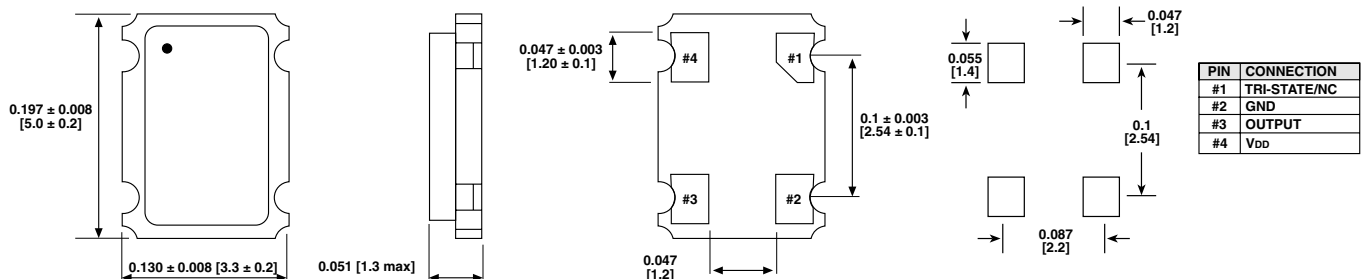 0.197 ± 0.008
[5.0 ± 0.2]
0.130 ± 0.008 [3.3 ± 0.2]
0.051 [1.3 max]
0.047 ± 0.003
[1.20 ± 0.1]
#4
#1
#3
#2
0.1 ± 0.003
[2.54 ± 0.1]
0.047
[1.2]
0.047
[1.2]
0.055
[1.4]
0.1
[2.54]
0.087
[2.2]
PIN CONNECTION
#1 TRI-STATE/NC
#2 GND
#3 OUTPUT
#4 VDD